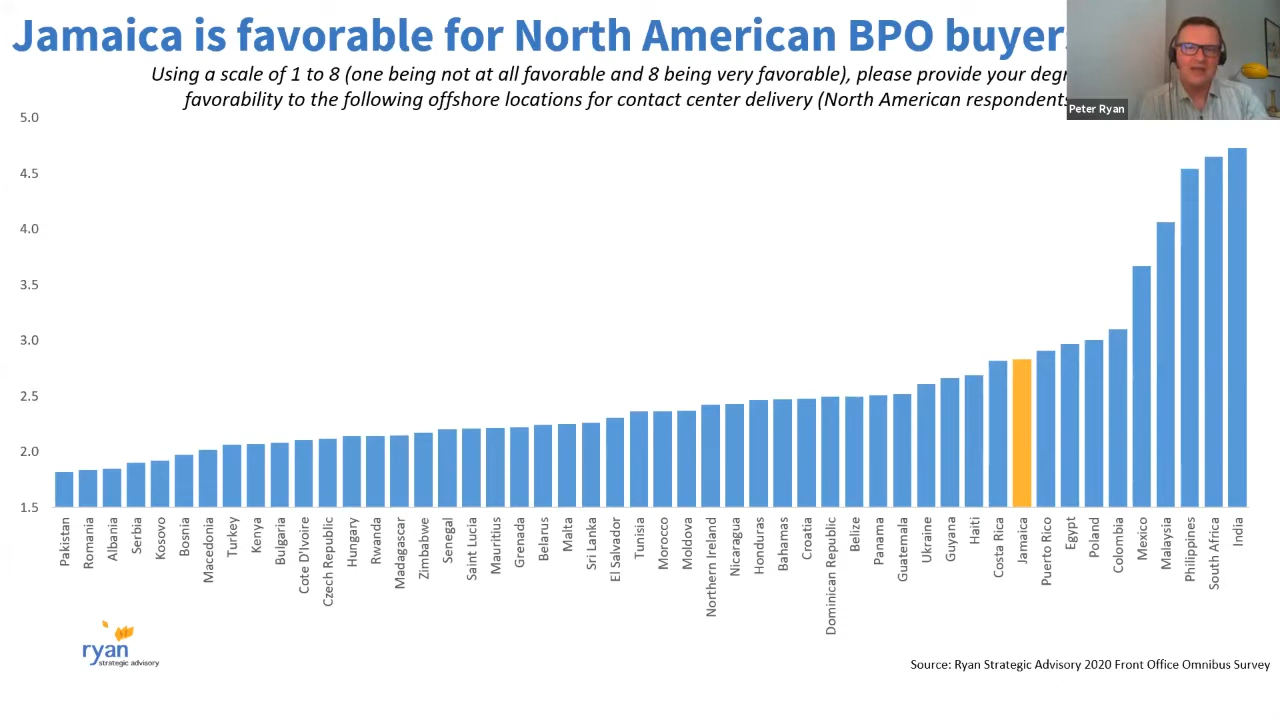 Jamaica is favorable for North American BPO buyers
Using a scale of 1 to 8 (one being not at all favorable and 8 being very favorable), please provide your
favorability to the following offshore locations for contact center delivery (North American respondents
Peter Ryan
5.0
4.5
4.0
3.5
3.0
2.5
2.0
1.5
Pakistan
Romania
Albania
Serbia
Kosovo
Bosnia
Macedonia
Turkey
Kenya
Bulgaria
Cote D'Ivoire
Czech Republic
Hungary
Rwanda
Madagascar
Zimbabwe
Senegal
Saint Lucia
Mauritius
Grenada
Belarus
Malta
Sri Lanka
El Salvador
Tunisia
Morocco
Moldova
Northern Ireland
Nicaragua
Honduras
Bahamas
Croatia
Dominican Republic
Belize
Panama
Guatemala
Ukraine
Guyana
Haiti
Costa Rica
Jamaica
Puerto Rico
Egypt
Poland
Colombia
Mexico
Malaysia
Philippines
South Africa
India
ryan
strategic advisory
Source: Ryan Strategic Advisory 2020 Front Office Omnibus Survey